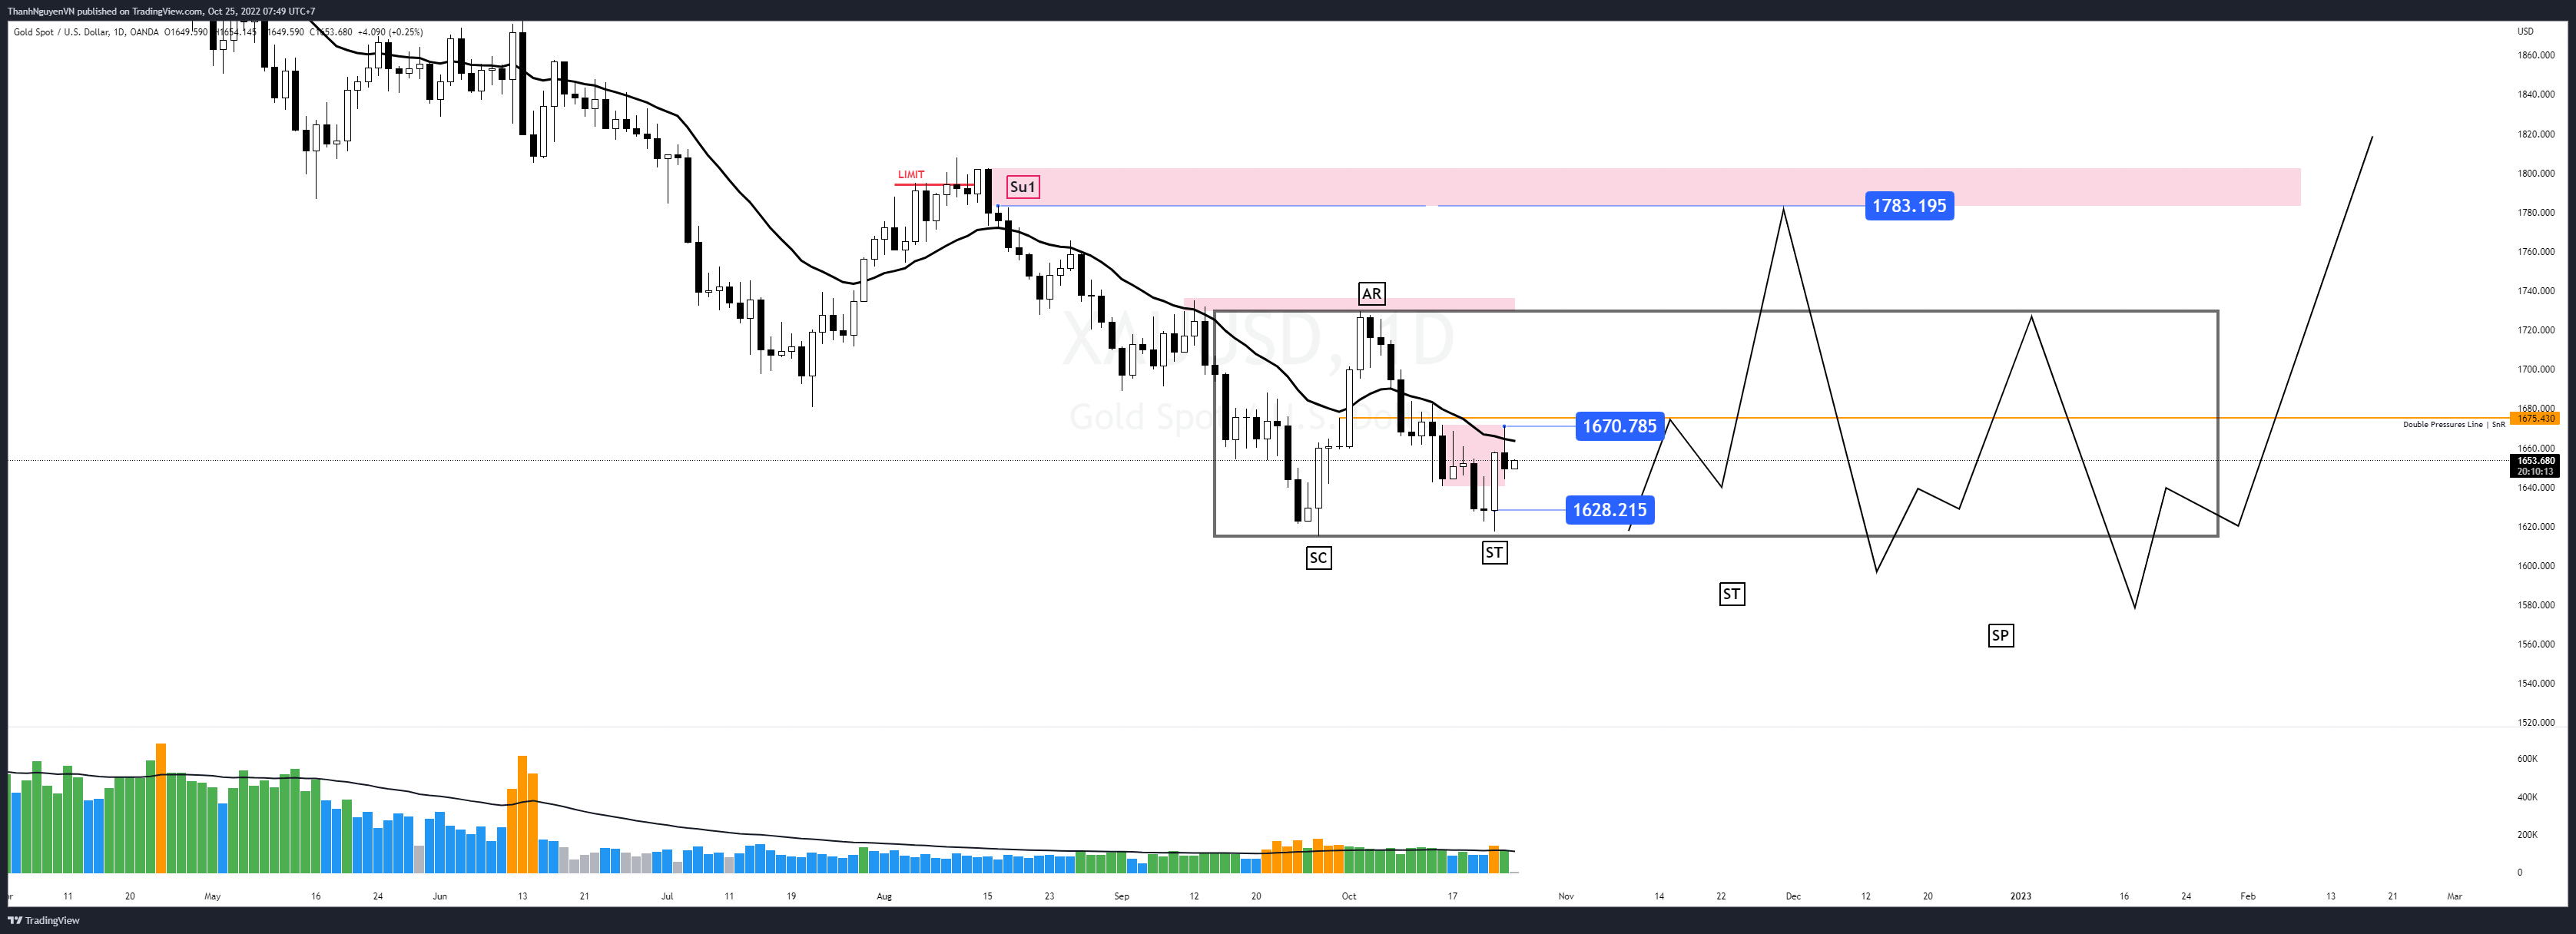 ThanhNguyenVN published on TradingView.com, Oct 25, 2022 07:49 UTC+7
Gold Spot / U.S. Dollar, 1D, OANDA O1649.590 H1654.145 L1649.590 C1653.680 +4.090 (+0.25%)
USD
1860.000
1840.000
1820.000
1800.000
1780.000
1760.000
1740.000
1720.000
1700.000
1680.000
1675.430
Double Pressures Line | SnR
1660.000
1653.680
20:10:13
1640.000
1620.000
1600.000
1580.000
1560.000
1540.000
1520.000
LIMIT
Su1
1783.195
AR
XAUUSD, 1D
Gold Spot / U.S. Dollar
1670.785
1628.215
SC
ST
ST
SP
600K
400K
200K
0
11 20 May 16 24 Jun 13 21 Jul 11 19 Aug 15 23 Sep 12 20 Oct 17 Nov 14 22 Dec 12 20 2023 16 24 Feb 13 21 Mar
TradingView